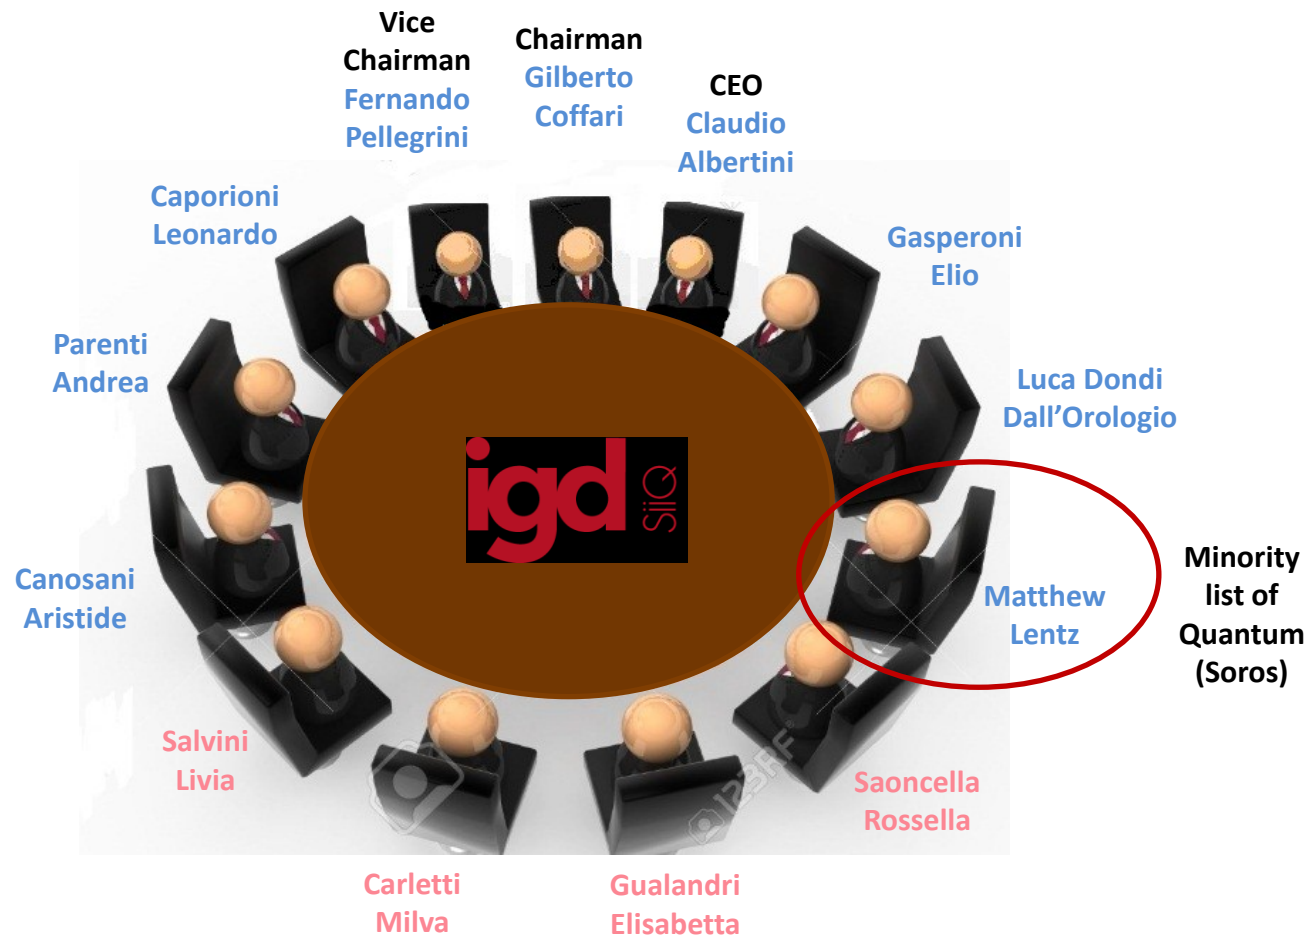 Vice
Chairman
Fernando
Pellegrini
Chairman
Gilberto
Coffari
CEO
Claudio
Albertini
Caporioni
Leonardo
Gasperoni
Elio
Parenti
Andrea
Luca Dondi
Dall'Orologio
igd
SiiQ
Canosani
Aristide
Matthew
Lentz
Minority
list of
Quantum
(Soros)
Salvini
Livia
Saoncella
Rossella
123RF
Carletti
Milva
Gualandri
Elisabetta